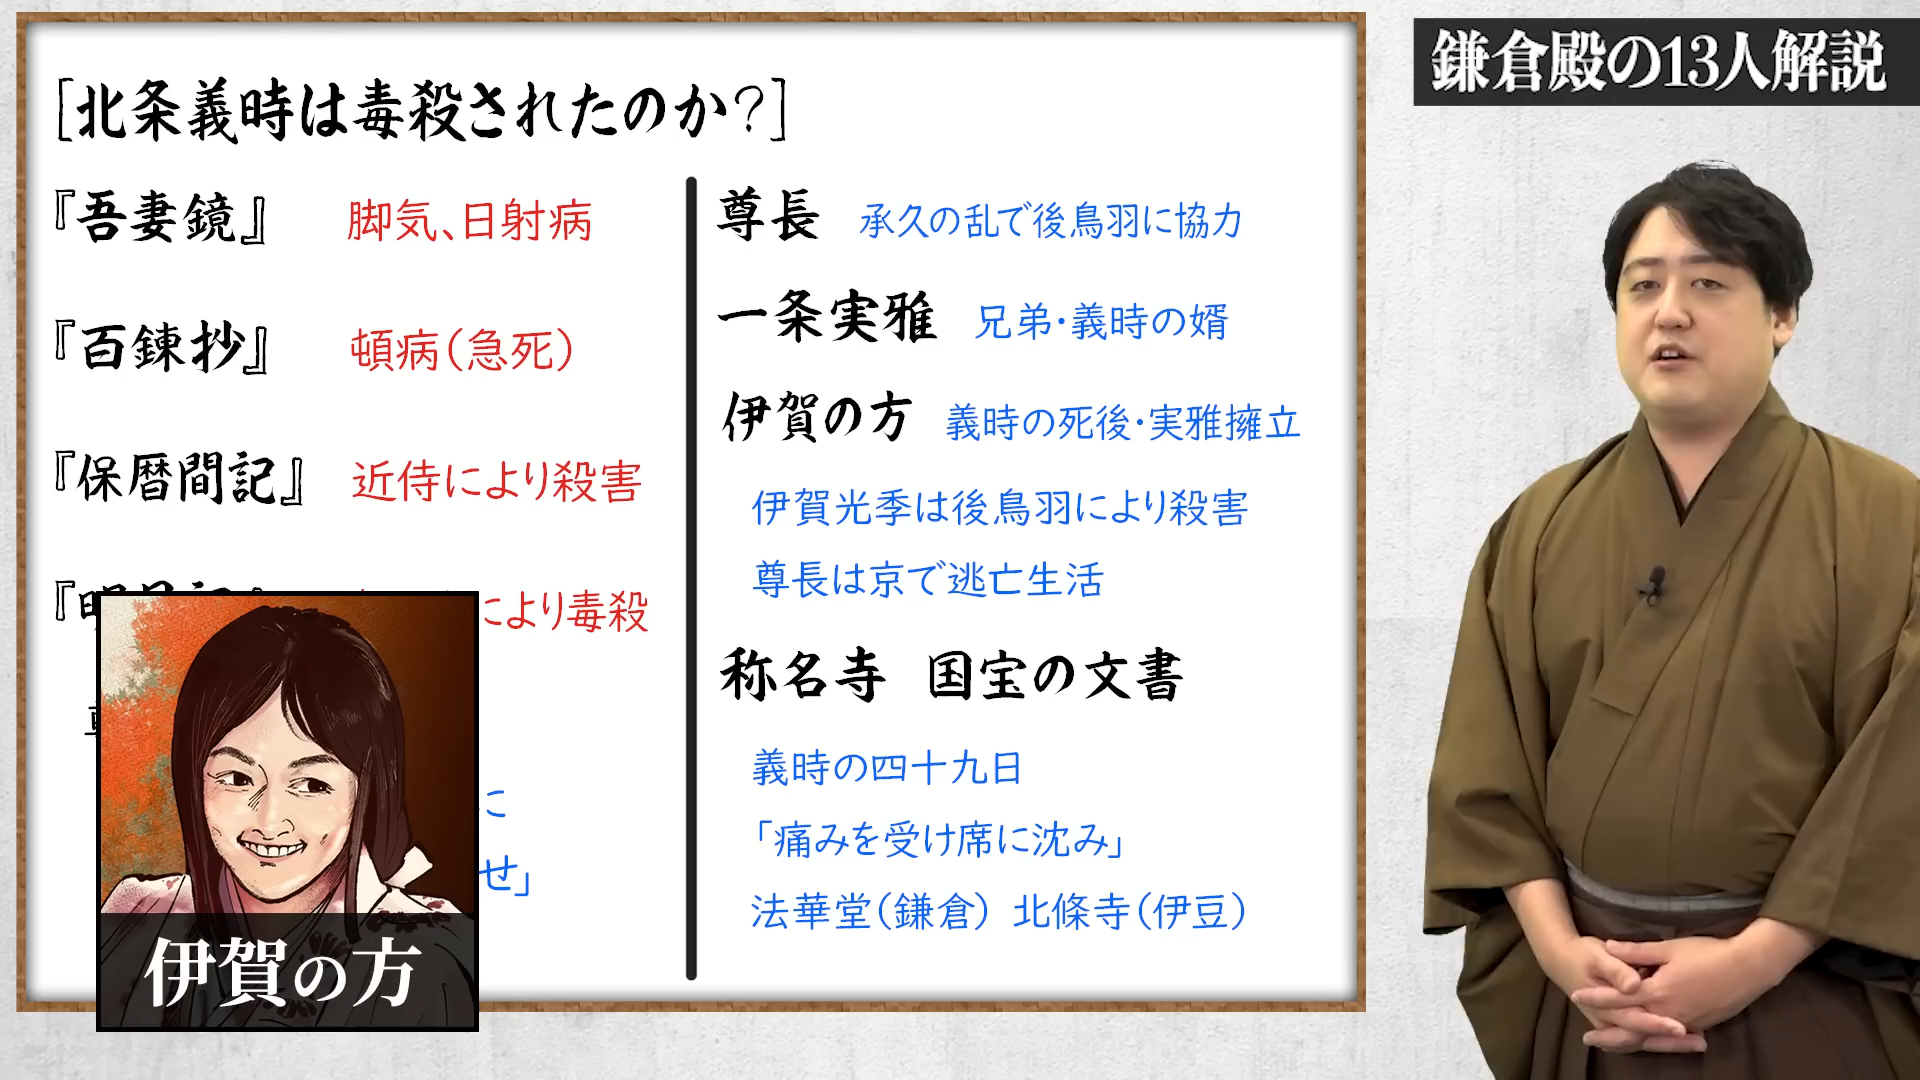 鎌倉殿の13人解説
[北条義時は毒殺されたのか?]
『吾妻鏡』 脚気、日射病
『百錬抄』 頓病(急死)
『保暦間記』 近侍により殺害
により毒殺
に
せ」
伊賀の方
尊長 承久の乱で後鳥羽に協力
一条実雅 兄弟・義時の婿
伊賀の方 義時の死後・実雅擁立
伊賀光季は後鳥羽により殺害
尊長は京で逃亡生活
称名寺 国宝の文書
義時の四十九日
「痛みを受け席に沈み」
法華堂(鎌倉) 北條寺(伊豆)